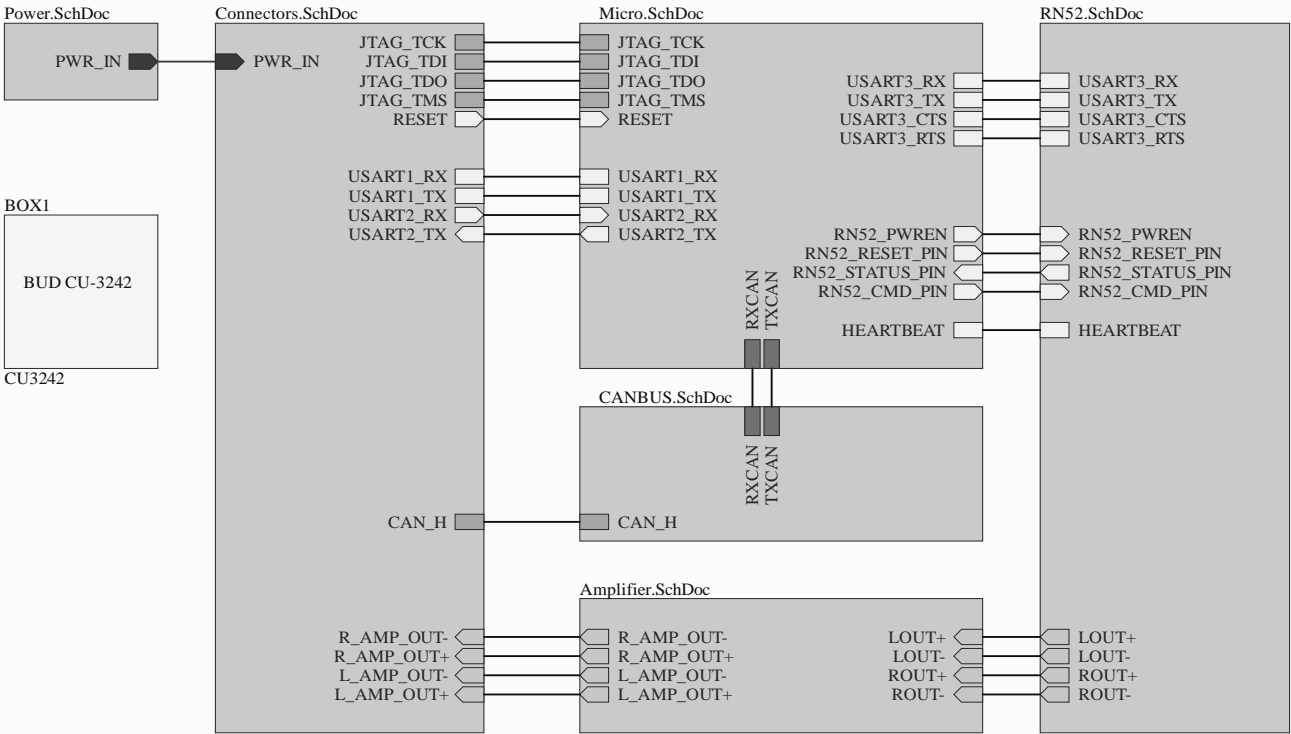 Power.SchDoc
PWR_IN
BOX1
BUD CU-3242
CU3242
Connectors.SchDoc
PWR_IN
JTAG_TCK
JTAG_TDI
JTAG_TDO
JTAG_TMS
RESET
USART1_RX
USART1_TX
USART2_RX
USART2_TX
CAN_H
R_AMP_OUT-
R_AMP_OUT+
L_AMP_OUT-
L_AMP_OUT+
Micro.SchDoc
JTAG_TCK
JTAG_TDI
JTAG_TDO
JTAG_TMS
RESET
USART1_RX
USART1_TX
USART2_RX
USART2_TX
USART3_RX
USART3_TX
USART3_CTS
USART3_RTS
RN52_PWREN
RN52_RESET_PIN
RN52_STATUS_PIN
RN52_CMD_PIN
HEARTBEAT
RXCAN
TXCAN
CANBUS.SchDoc
RXCAN
TXCAN
CAN_H
Amplifier.SchDoc
R_AMP_OUT-
R_AMP_OUT+
L_AMP_OUT-
L_AMP_OUT+
LOUT+
LOUT-
ROUT+
ROUT-
RN52.SchDoc
USART3_RX
USART3_TX
USART3_CTS
USART3_RTS
RN52_PWREN
RN52_RESET_PIN
RN52_STATUS_PIN
RN52_CMD_PIN
HEARTBEAT
LOUT+
LOUT-
ROUT+
ROUT-